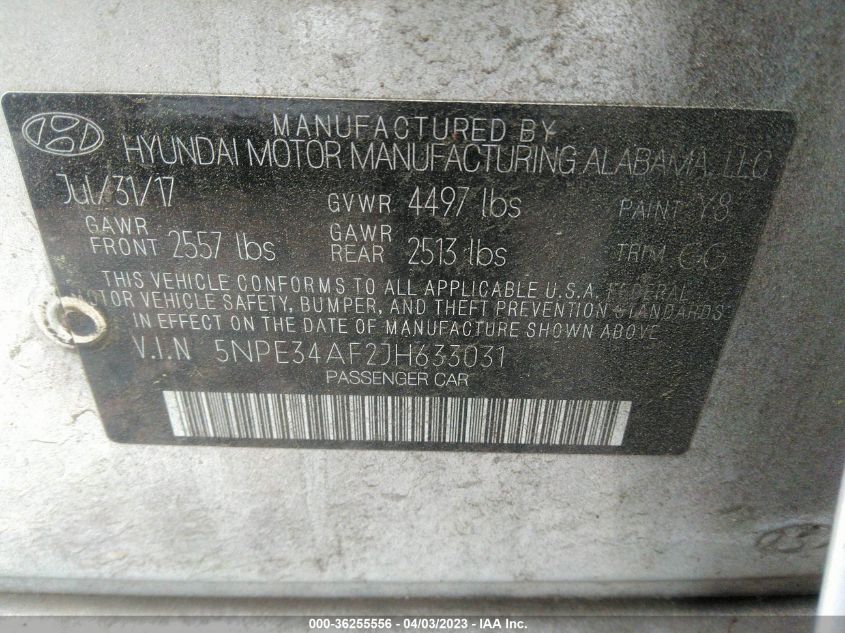 MANUFACTURED BY
HYUNDAI MOTOR MANUFACTURING ALABAMA, LLC
Jul/31/17 GVWR 4497 lbs PAINT Y8
GAWR FRONT 2557 lbs GAWR REAR 2513 lbs TRIM GG
THIS VEHICLE CONFORMS TO ALL APPLICABLE U.S.A. FEDERAL
MOTOR VEHICLE SAFETY, BUMPER, AND THEFT PREVENTION STANDARDS
IN EFFECT ON THE DATE OF MANUFACTURE SHOWN ABOVE
V.I.N 5NPE34AF2JH633031
PASSENGER CAR
000-36255556 - 04/03/2023 - WWW.IAAI.COM